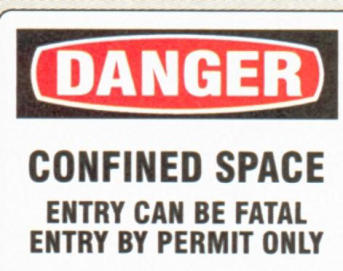 DANGER
CONFINED SPACE
ENTRY CAN BE FATAL
ENTRY BY PERMIT ONLY